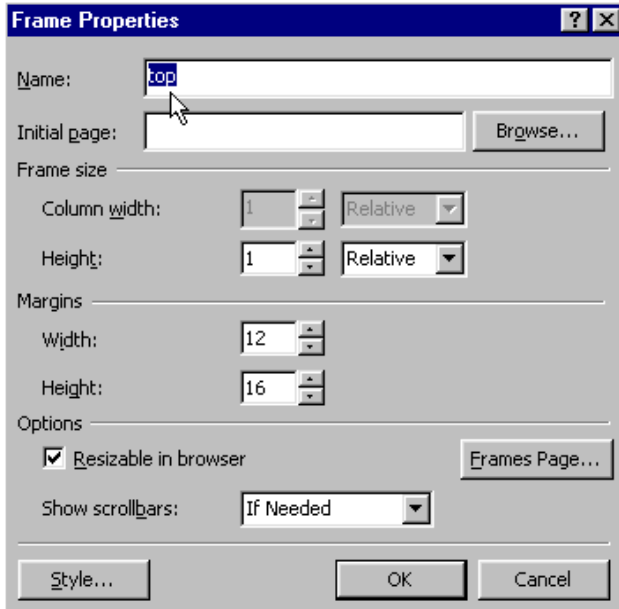 Frame Properties
Name: top
Initial page: Browse...
Frame size
Column width: 1 Relative
Height: 1 Relative
Margins
Width: 12
Height: 16
Options
Resizable in browser Frames Page...
Show scrollbars: If Needed
Style... OK Cancel